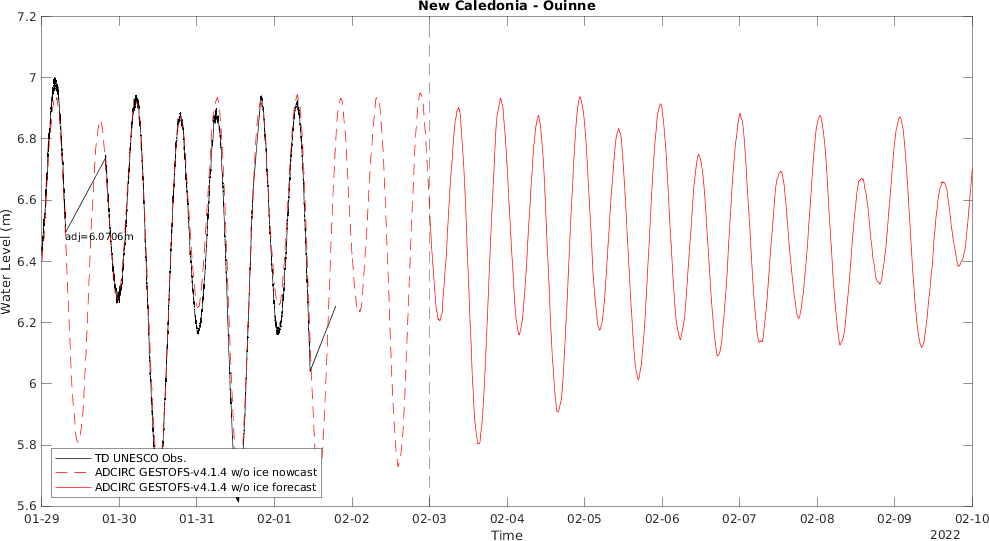 New Caledonia - Ouinne
7.2
7
6.8
6.6
6.4
6.2
6
5.8
5.6
Water Level (m)
adj=6.0706m
TD UNESCO Obs.
ADCIRC GESTOFS-v4.1.4 w/o ice nowcast
ADCIRC GESTOFS-v4.1.4 w/o ice forecast
01-29 01-30 01-31 02-01 02-02 02-03 02-04 02-05 02-06 02-07 02-08 02-09 02-10
Time
2022